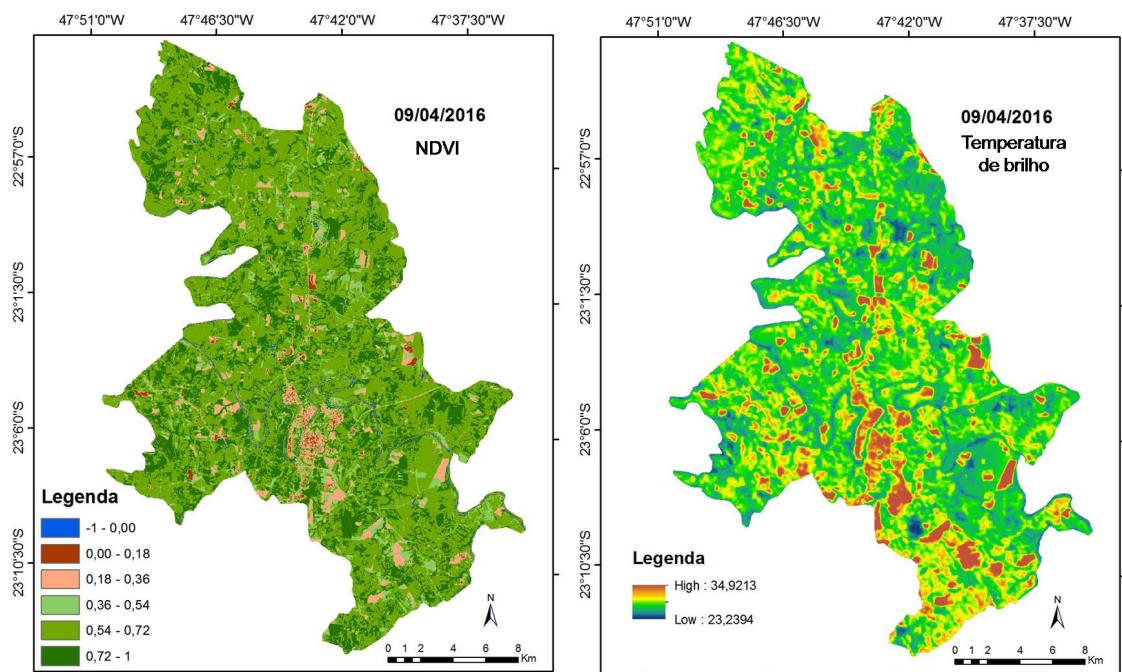 47°51'0"W 47°46'30"W 47°42'0"W 47°37'30"W
09/04/2016
NDVI
22°57'0"S
23°1'30"S
23°6'0"S
23°10'30"S
Legenda
-1 - 0,00
0,00 - 0,18
0,18 - 0,36
0,36 - 0,54
0,54 - 0,72
0,72 - 1
N
0 1 2 4 6 8
Km
47°51'0"W 47°46'30"W 47°42'0"W 47°37'30"W
09/04/2016
Temperatura
de brilho
22°57'0"S
23°1'30"S
23°6'0"S
23°10'30"S
Legenda
High : 34,9213
Low : 23,2394
N
0 1 2 4 6 8
Km